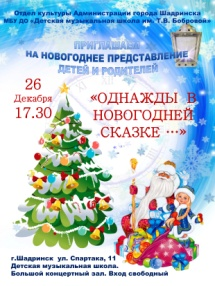 Отдел культуры Администрации города Шадринска
МБУ ДО «Детская музыкальная школа им. Т.В. Бобровой»
ПРИГЛАШАЕМ
НА НОВОГОДНЕЕ ПРЕДСТАВЛЕНИЕ
ДЕТЕЙ И РОДИТЕЛЕЙ
26
Декабря
17.30
«ОДНАЖДЫ В
НОВОГОДНЕЙ
СКАЗКЕ ...»
г.Шадринск ул. Спартака, 11
Детская музыкальная школа.
Большой концертный зал. Вход свободный